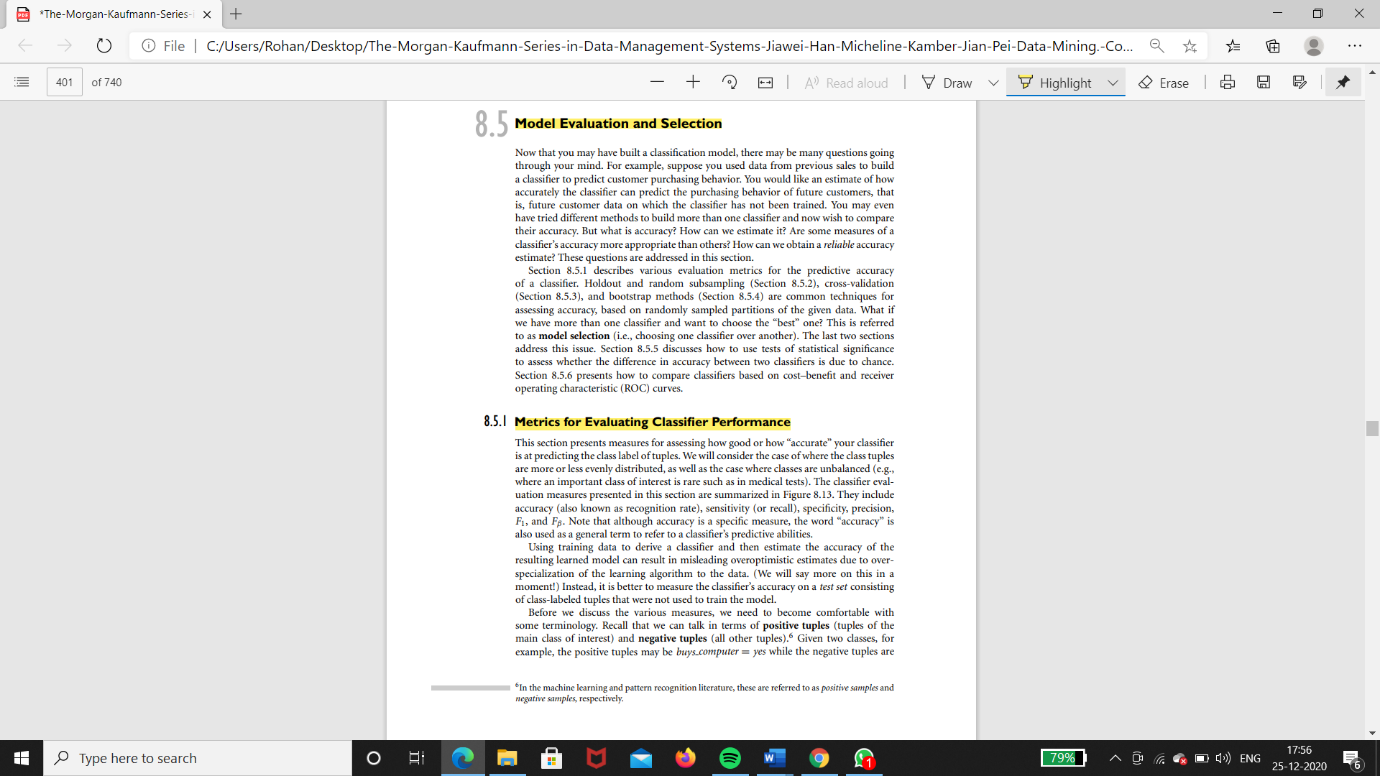 *The-Morgan-Kaufmann-Series-
File | C:/Users/Rohan/Desktop/The-Morgan-Kaufmann-Series-in-Data-Management-Systems-Jiawei-Han-Micheline-Kamber-Jian-Pei-Data-Mining.-Co...
401 of 740
Read aloud
Draw
Highlight
Erase
8.5 Model Evaluation and Selection
Now that you may have built a classification model, there may be many questions going
through your mind. For example, suppose you used data from previous sales to build
a classifier to predict customer purchasing behavior. You would like an estimate of how
accurately the classifier can predict the purchasing behavior of future customers, that
is, future customer data on which the classifier has not been trained. You may even
have tried different methods to build more than one classifier and now wish to compare
their accuracy. But what is accuracy? How can we estimate it? Are some measures of a
classifier's accuracy more appropriate than others? How can we obtain a reliable accuracy
estimate? These questions are addressed in this section.
Section 8.5.1 describes various evaluation metrics for the predictive accuracy
of a classifier. Holdout and random subsampling (Section 8.5.2), cross-validation
(Section 8.5.3), and bootstrap methods (Section 8.5.4) are common techniques for
assessing accuracy, based on randomly sampled partitions of the given data. What if
we have more than one classifier and want to choose the "best" one? This is referred
to as model selection (i.e., choosing one classifier over another). The last two sections
address this issue. Section 8.5.5 discusses how to use tests of statistical significance
to assess whether the difference in accuracy between two classifiers is due to chance.
Section 8.5.6 presents how to compare classifiers based on cost–benefit and receiver
operating characteristic (ROC) curves.
8.5.1 Metrics for Evaluating Classifier Performance
This section presents measures for assessing how good or how "accurate" your classifier
is at predicting the class label of tuples. We will consider the case of where the class tuples
are more or less evenly distributed, as well as the case where classes are unbalanced (e.g.,
where an important class of interest is rare such as in medical tests). The classifier eval-
uation measures presented in this section are summarized in Figure 8.13. They include
accuracy (also known as recognition rate), sensitivity (or recall), specificity, precision,
F₁, and Fᵦ. Note that although accuracy is a specific measure, the word "accuracy" is
also used as a general term to refer to a classifier's predictive abilities.
Using training data to derive a classifier and then estimate the accuracy of the
resulting learned model can result in misleading overoptimistic estimates due to over-
specialization of the learning algorithm to the data. (We will say more on this in a
moment!) Instead, it is better to measure the classifier's accuracy on a test set consisting
of class-labeled tuples that were not used to train the model.
Before we discuss the various measures, we need to become comfortable with
some terminology. Recall that we can talk in terms of positive tuples (tuples of the
main class of interest) and negative tuples (all other tuples).⁶ Given two classes, for
example, the positive tuples may be buys_computer = yes while the negative tuples are
⁶In the machine learning and pattern recognition literature, these are referred to as positive samples and
negative samples, respectively.
Type here to search
79%
ENG
17:56
25-12-2020